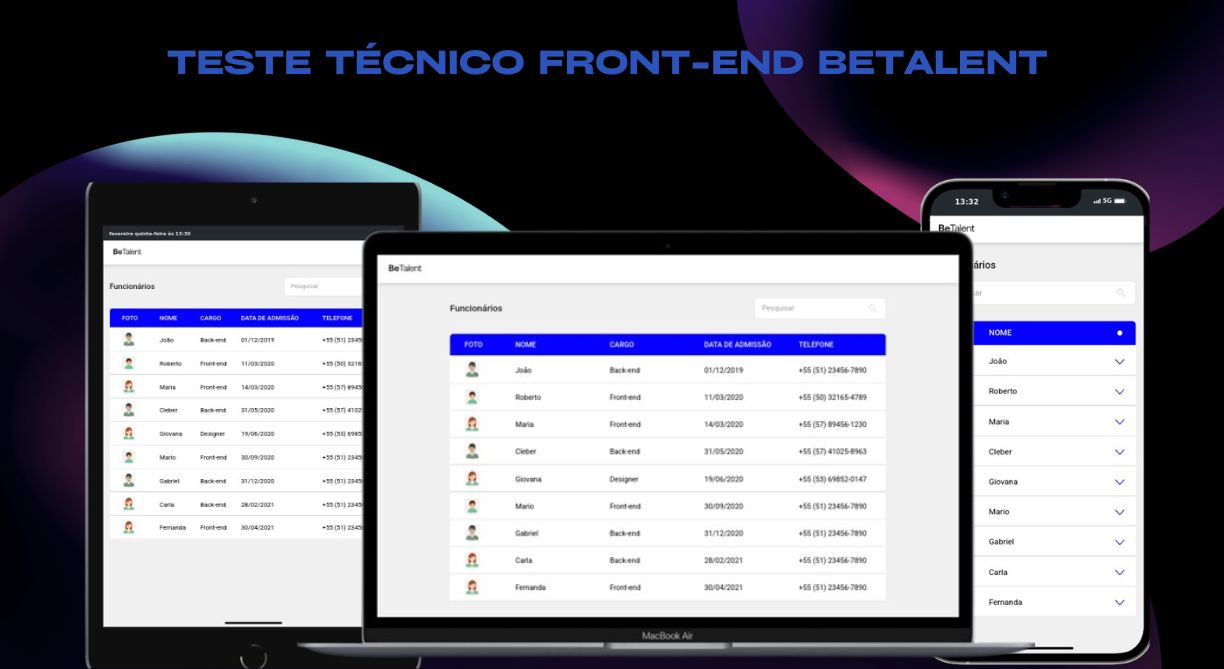 TESTE TÉCNICO FRONT-END BETALENT
fevereiro quinta-feira às 13:30
BeTalent
Funcionários
Pesquisar
FOTO NOME CARGO DATA DE ADMISSÃO TELEFONE
João Back-end 01/12/2019 +55 (51) 2345
Roberto Front-end 11/03/2020 +55 (50) 3216
Maria Front-end 14/03/2020 +55 (57) 8945
Cleber Back-end 31/05/2020 +55 (57) 4102
Giovana Designer 19/06/2020 +55 (53) 6985
Mario Front-end 30/09/2020 +55 (51) 2345
Gabriel Back-end 31/12/2020 +55 (51) 2345
Carla Back-end 28/02/2021 +55 (51) 2345
Fernanda Front-end 30/04/2021 +55 (51) 2345
BeTalent
Funcionários
Pesquisar
FOTO NOME CARGO DATA DE ADMISSÃO TELEFONE
João Back-end 01/12/2019 +55 (51) 23456-7890
Roberto Front-end 11/03/2020 +55 (50) 32165-4789
Maria Front-end 14/03/2020 +55 (57) 89456-1230
Cleber Back-end 31/05/2020 +55 (57) 41025-8963
Giovana Designer 19/06/2020 +55 (53) 69852-0147
Mario Front-end 30/09/2020 +55 (51) 23456-7890
Gabriel Back-end 31/12/2020 +55 (51) 23456-7890
Carla Back-end 28/02/2021 +55 (51) 23456-7890
Fernanda Front-end 30/04/2021 +55 (51) 23456-7890
MacBook Air
13:32 5G
BeTalent
ários
ar
NOME
João
Roberto
Maria
Cleber
Giovana
Mario
Gabriel
Carla
Fernanda